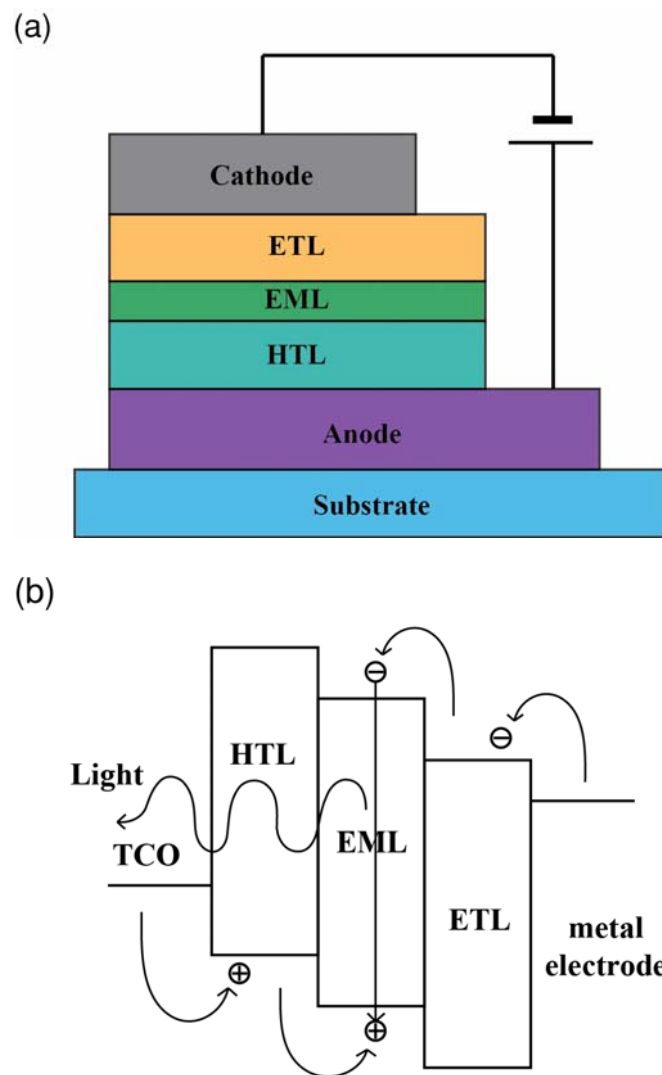 (a)
Cathode
ETL
EML
HTL
Anode
Substrate
(b)
HTL
Light
EML
TCO
ETL
metal
electrode